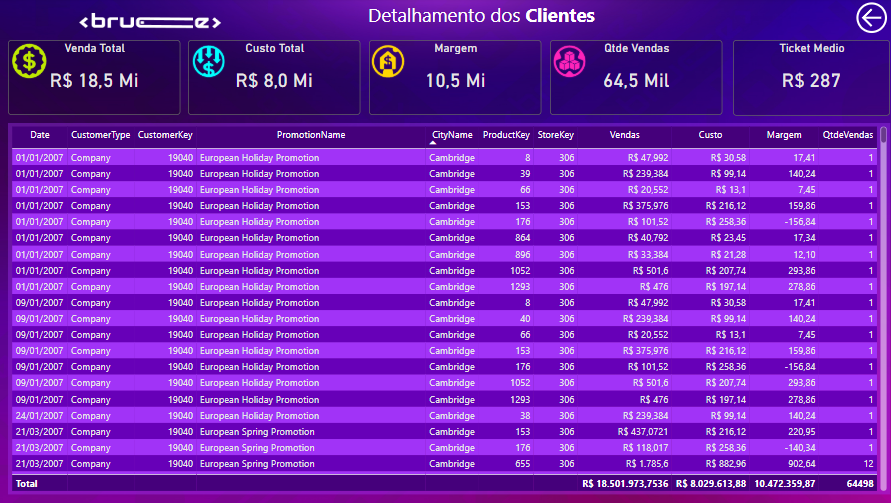 <bruce>
Detalhamento dos Clientes
Venda Total
R$ 18,5 Mi
Custo Total
R$ 8,0 Mi
Margem
10,5 Mi
Qtde Vendas
64,5 Mil
Ticket Medio
R$ 287
Date CustomerType CustomerKey PromotionName CityName ProductKey StoreKey Vendas Custo Margem QtdeVendas
01/01/2007 Company 19040 European Holiday Promotion Cambridge 8 306 R$ 47,992 R$ 30,58 17,41 1
01/01/2007 Company 19040 European Holiday Promotion Cambridge 39 306 R$ 239,384 R$ 99,14 140,24 1
01/01/2007 Company 19040 European Holiday Promotion Cambridge 66 306 R$ 20,552 R$ 13,1 7,45 1
01/01/2007 Company 19040 European Holiday Promotion Cambridge 153 306 R$ 375,976 R$ 216,12 159,86 1
01/01/2007 Company 19040 European Holiday Promotion Cambridge 176 306 R$ 101,52 R$ 258,36 -156,84 1
01/01/2007 Company 19040 European Holiday Promotion Cambridge 864 306 R$ 40,792 R$ 23,45 17,34 1
01/01/2007 Company 19040 European Holiday Promotion Cambridge 896 306 R$ 33,384 R$ 21,28 12,10 1
01/01/2007 Company 19040 European Holiday Promotion Cambridge 1052 306 R$ 501,6 R$ 207,74 293,86 1
01/01/2007 Company 19040 European Holiday Promotion Cambridge 1293 306 R$ 476 R$ 197,14 278,86 1
09/01/2007 Company 19040 European Holiday Promotion Cambridge 8 306 R$ 47,992 R$ 30,58 17,41 1
09/01/2007 Company 19040 European Holiday Promotion Cambridge 40 306 R$ 239,384 R$ 99,14 140,24 1
09/01/2007 Company 19040 European Holiday Promotion Cambridge 66 306 R$ 20,552 R$ 13,1 7,45 1
09/01/2007 Company 19040 European Holiday Promotion Cambridge 153 306 R$ 375,976 R$ 216,12 159,86 1
09/01/2007 Company 19040 European Holiday Promotion Cambridge 176 306 R$ 101,52 R$ 258,36 -156,84 1
09/01/2007 Company 19040 European Holiday Promotion Cambridge 1052 306 R$ 501,6 R$ 207,74 293,86 1
09/01/2007 Company 19040 European Holiday Promotion Cambridge 1293 306 R$ 476 R$ 197,14 278,86 1
24/01/2007 Company 19040 European Holiday Promotion Cambridge 38 306 R$ 239,384 R$ 99,14 140,24 1
21/03/2007 Company 19040 European Spring Promotion Cambridge 153 306 R$ 437,0721 R$ 216,12 220,95 1
21/03/2007 Company 19040 European Spring Promotion Cambridge 176 306 R$ 118,017 R$ 258,36 -140,34 1
21/03/2007 Company 19040 European Spring Promotion Cambridge 655 306 R$ 1.785,6 R$ 882,96 902,64 12
Total R$ 18.501.973,7536 R$ 8.029.613,88 10.472.359,87 64498